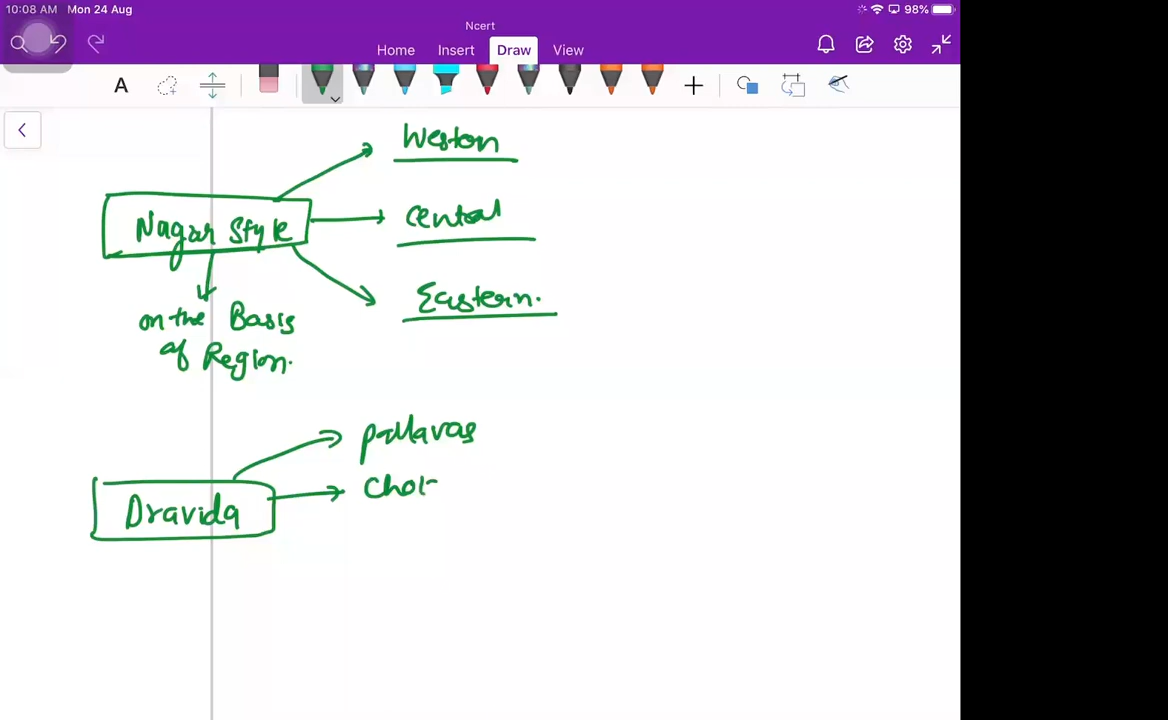 10:08 AM Mon 24 Aug
98%
Ncert
Home Insert Draw View
A
Weston
Nagar Style
Cental
Eastern.
on the Basis
of Region.
pallavas
Dravida
Chol